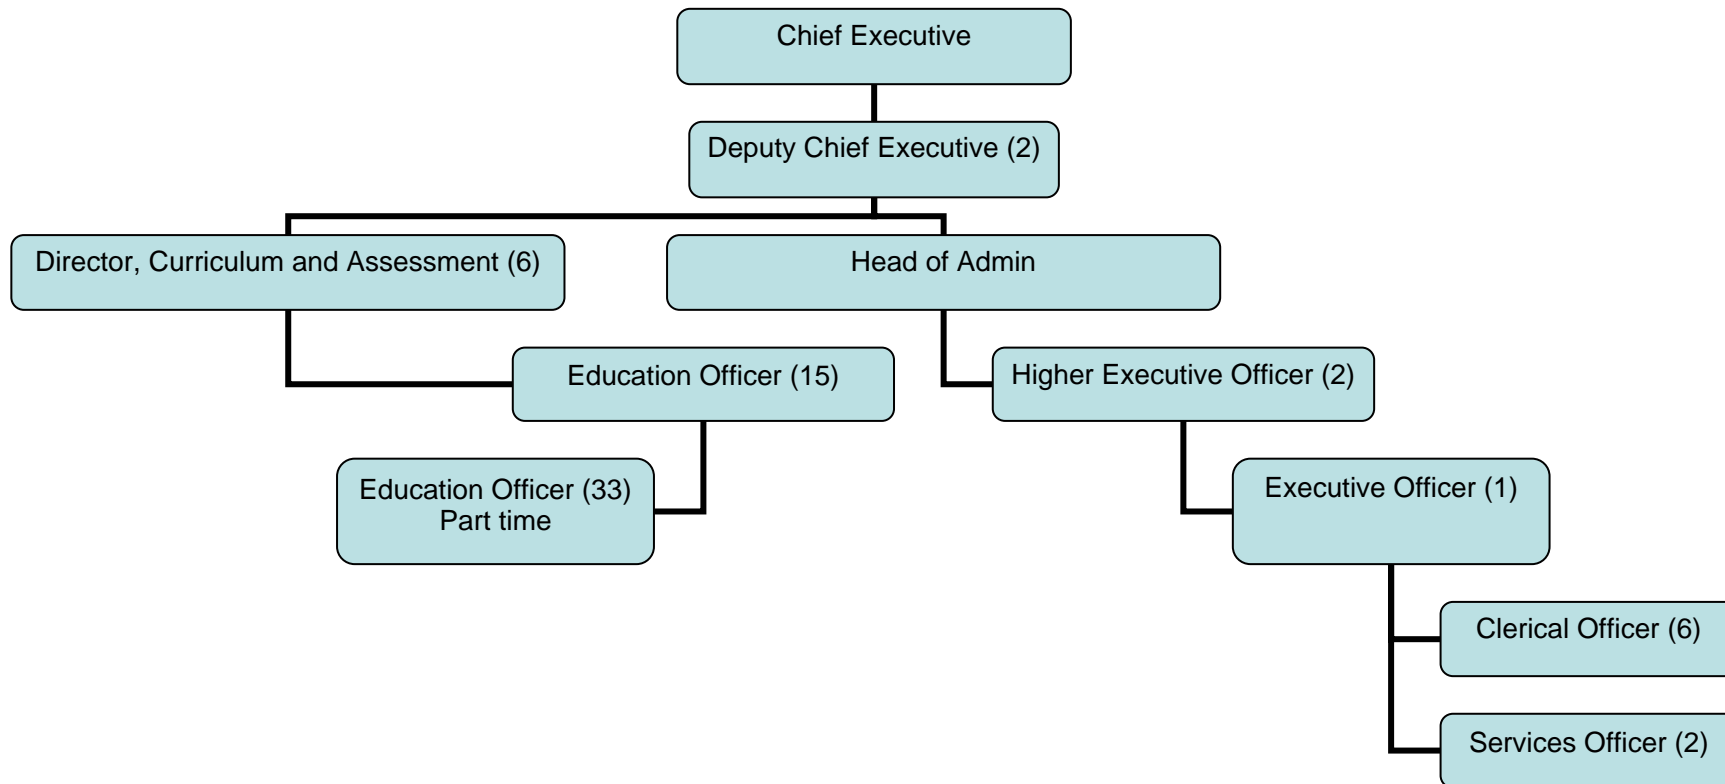 Chief Executive
Deputy Chief Executive (2)
Director, Curriculum and Assessment (6)
Head of Admin
Education Officer (15)
Higher Executive Officer (2)
Education Officer (33)
Part time
Executive Officer (1)
Clerical Officer (6)
Services Officer (2)